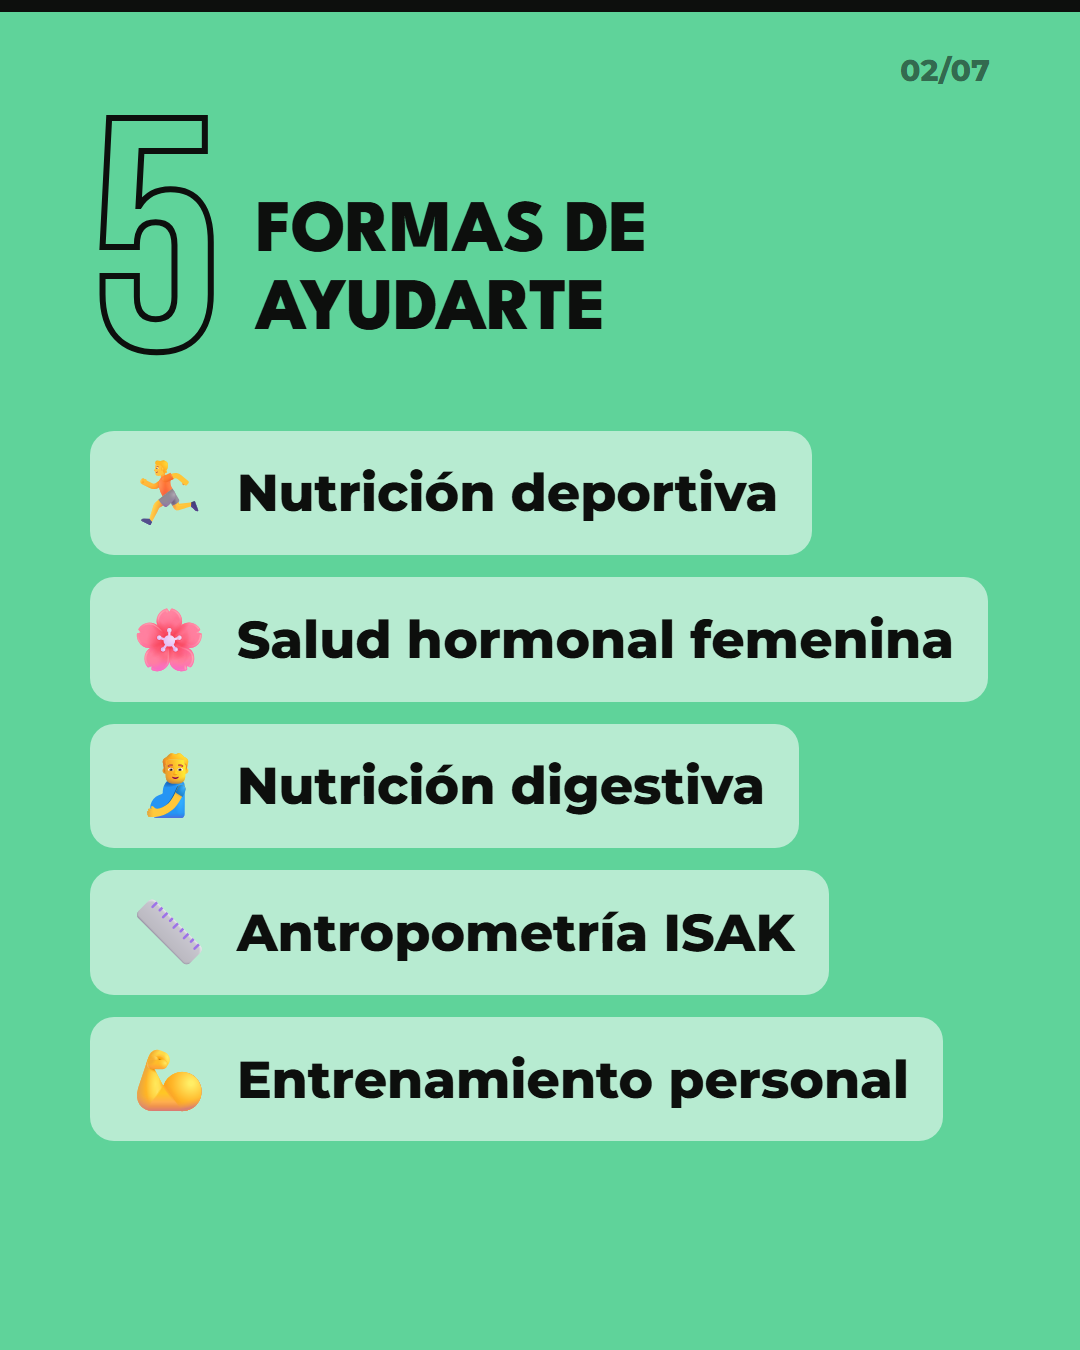 02/07
5
FORMAS DE
AYUDARTE
Nutrición deportiva
Salud hormonal femenina
Nutrición digestiva
Antropometría ISAK
Entrenamiento personal